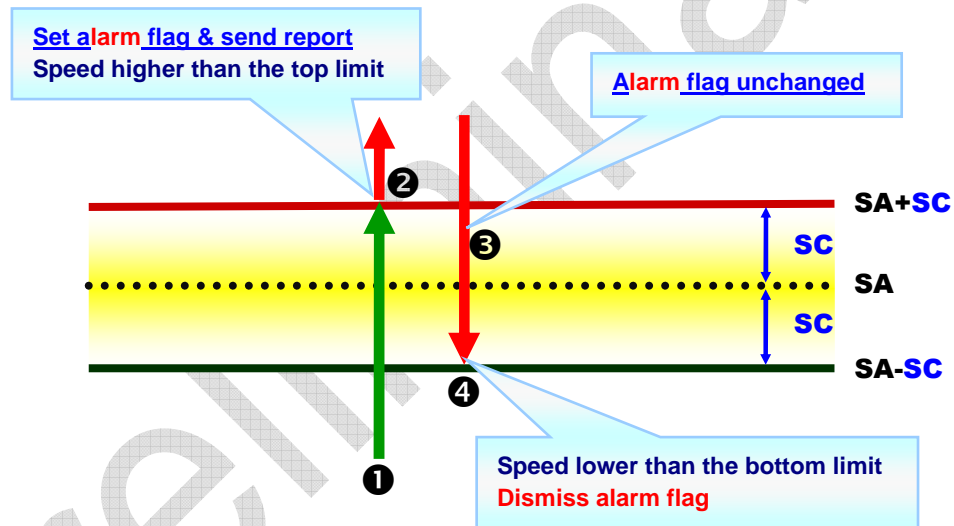 Set alarm flag & send report
Speed higher than the top limit
Alarm flag unchanged
❷
SA+SC
❸
SC
SA
SC
SA-SC
❹
Speed lower than the bottom limit
Dismiss alarm flag
❶